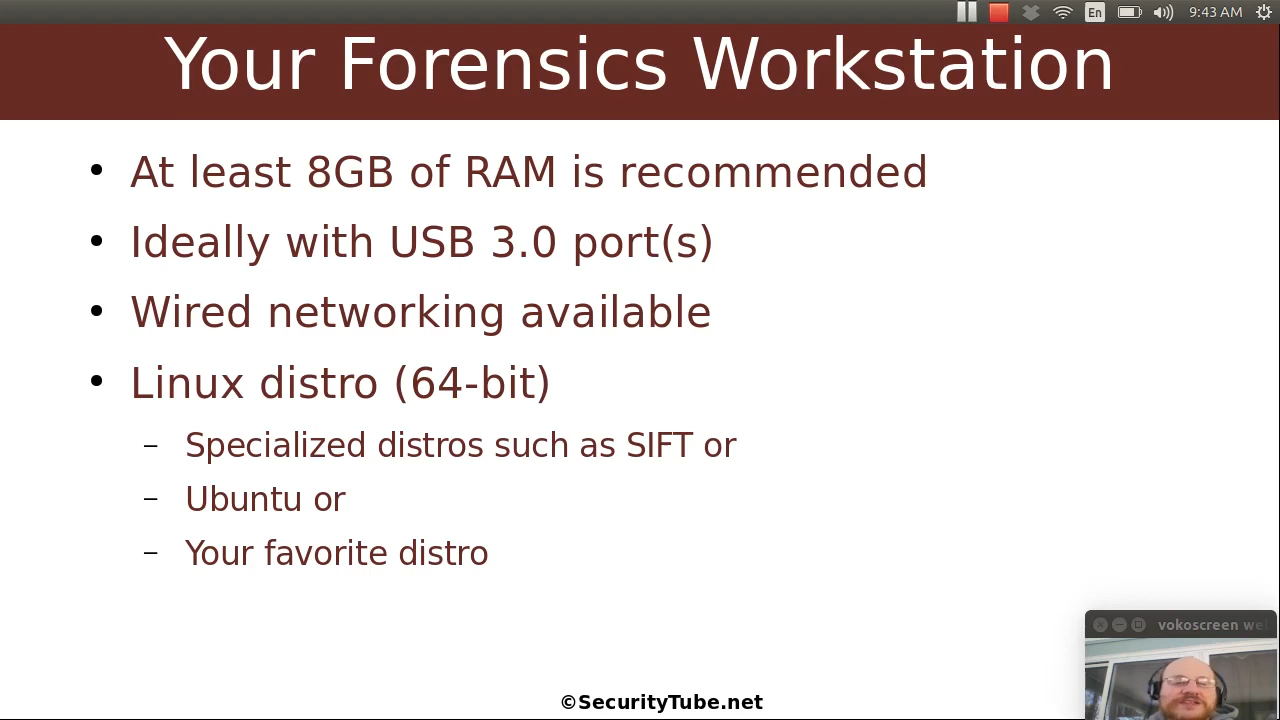 En
9:43 AM
Your Forensics Workstation
• At least 8GB of RAM is recommended
• Ideally with USB 3.0 port(s)
• Wired networking available
• Linux distro (64-bit)
– Specialized distros such as SIFT or
– Ubuntu or
– Your favorite distro
vokoscreen we
©SecurityTube.net